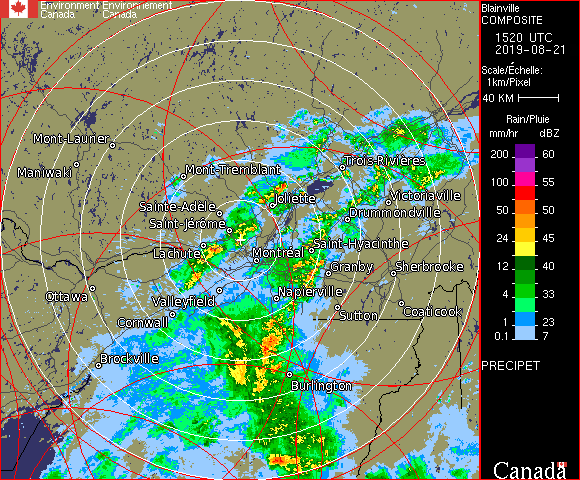 Environment Environnement
Canada Canada
Blainville
COMPOSITE
1520 UTC
2019-08-21
Scale/Échelle:
1km/Pixel
40 KM
Rain/Pluie
mm/hr dBZ
200 60
100 55
50 50
24 45
12 40
4 33
1 23
0.1 7
PRECIPET
Canada
Mont-Laurier
Maniwaki
Mont-Tremblant
Trois-Rivières
Joliette
Victoriaville
Sainte-Adele
Drummondville
Saint-Jérôme
Saint-Hyacinthe
Lachute
Montréal
Granby
Sherbrooke
Ottawa
Valleyfield
Napierville
Cornwall
Sutton
Coaticook
Brockville
Burlington